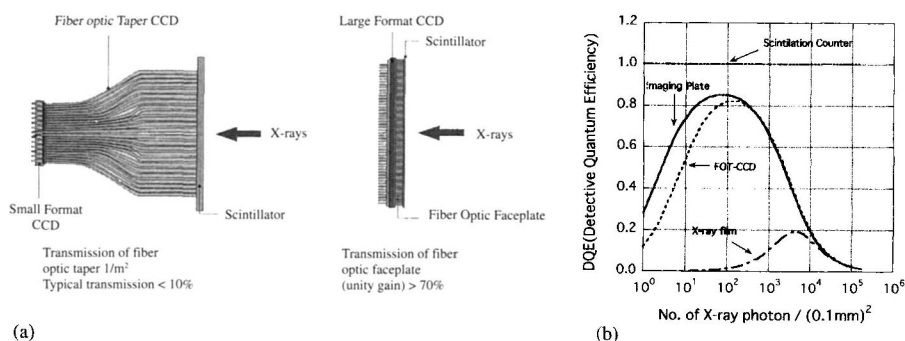 Fiber optic Taper CCD
X-rays
Small Format
CCD
Scintillator
Transmission of fiber
optic taper 1/m²
Typical transmission < 10%
(a)
Large Format CCD
Scintillator
X-rays
Fiber Optic Faceplate
Transmission of fiber
optic faceplate
(unity gain) > 70%
DQE(Detective Quantum Efficiency)
1.2
1.0
0.8
0.6
0.4
0.2
0.0
Scintilation Counter
Imaging Plate
FOT-CCD
X-ray film
10⁰ 10¹ 10² 10³ 10⁴ 10⁵ 10⁶
No. of X-ray photon / (0.1mm)²
(b)